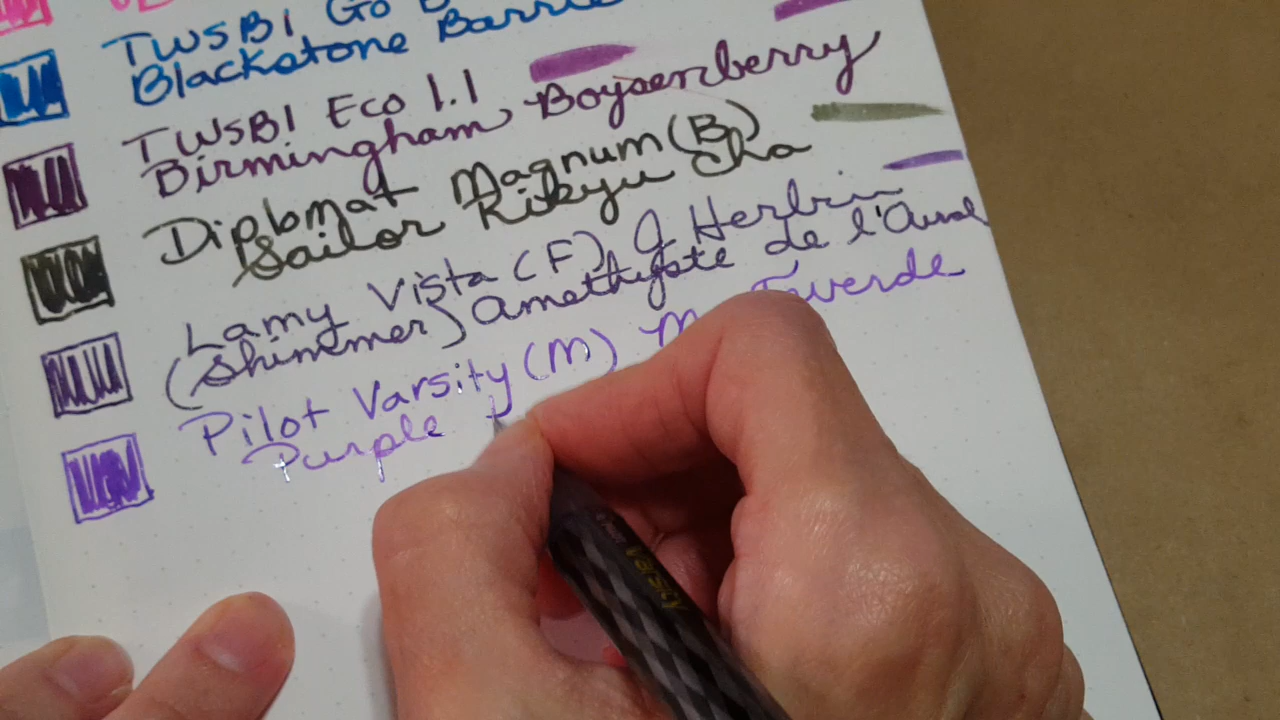 TWSBI Go
Blackstone Barrie
TWSBI Eco 1.1
Birmingham Boysenberry
Diplomat Magnum (B)
Sailor Rikyu Cha
Lamy Vista (F) J Herbin
(Shimmer) Amethyste de l'Oural
Pilot Varsity (M)
Purple
VARSITY